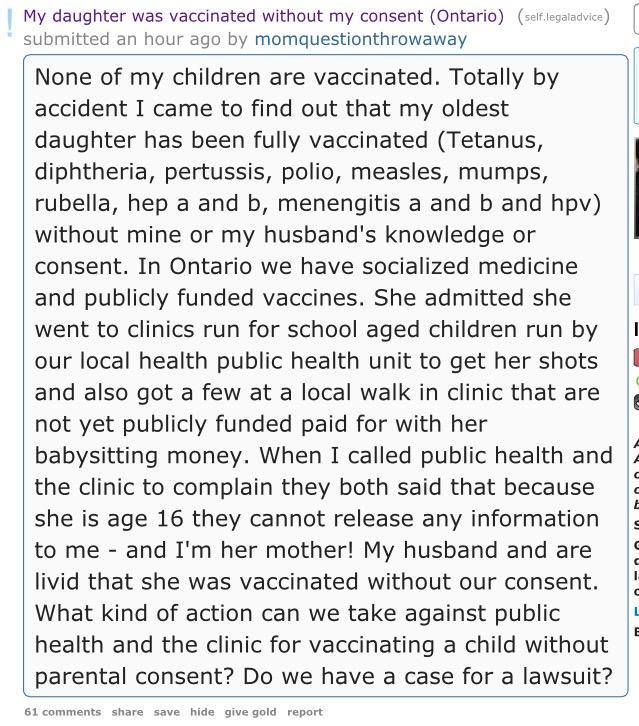 ! My daughter was vaccinated without my consent (Ontario) (self.legaladvice)
submitted an hour ago by momquestionthrowaway
None of my children are vaccinated. Totally by
accident I came to find out that my oldest
daughter has been fully vaccinated (Tetanus,
diphtheria, pertussis, polio, measles, mumps,
rubella, hep a and b, menengitis a and b and hpv)
without mine or my husband's knowledge or
consent. In Ontario we have socialized medicine
and publicly funded vaccines. She admitted she
went to clinics run for school aged children run by
our local health public health unit to get her shots
and also got a few at a local walk in clinic that are
not yet publicly funded paid for with her
babysitting money. When I called public health and
the clinic to complain they both said that because
she is age 16 they cannot release any information
to me - and I'm her mother! My husband and are
livid that she was vaccinated without our consent.
What kind of action can we take against public
health and the clinic for vaccinating a child without
parental consent? Do we have a case for a lawsuit?
61 comments share save hide give gold report